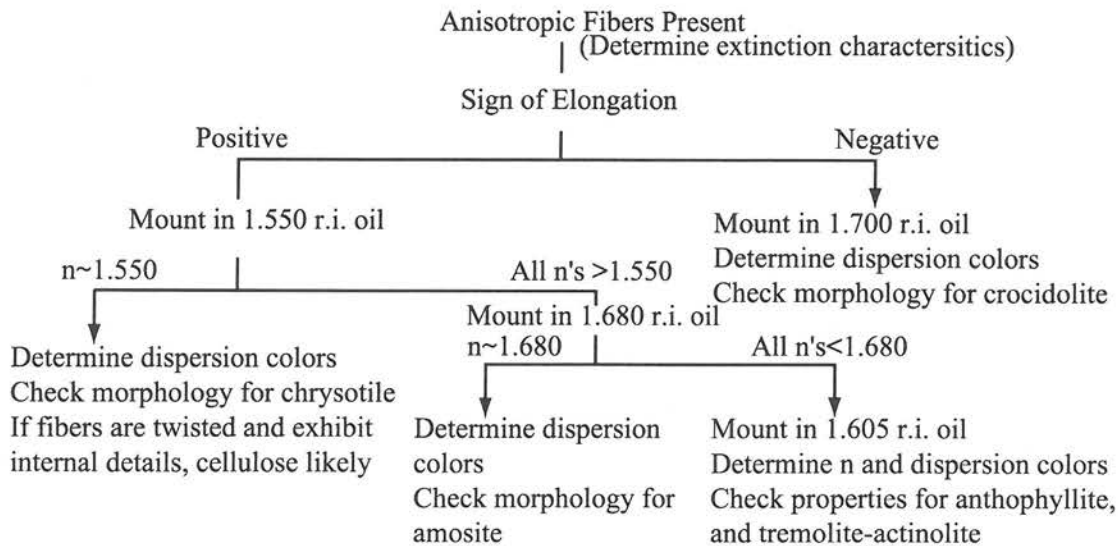 Anisotropic Fibers Present
(Determine extinction charactersitics)
Sign of Elongation
Positive
Negative
Mount in 1.550 r.i. oil
Mount in 1.700 r.i. oil
Determine dispersion colors
Check morphology for crocidolite
n~1.550
All n's >1.550
Mount in 1.680 r.i. oil
n~1.680
All n's<1.680
Determine dispersion colors
Check morphology for chrysotile
If fibers are twisted and exhibit
internal details, cellulose likely
Determine dispersion
colors
Check morphology for
amosite
Mount in 1.605 r.i. oil
Determine n and dispersion colors
Check properties for anthophyllite,
and tremolite-actinolite